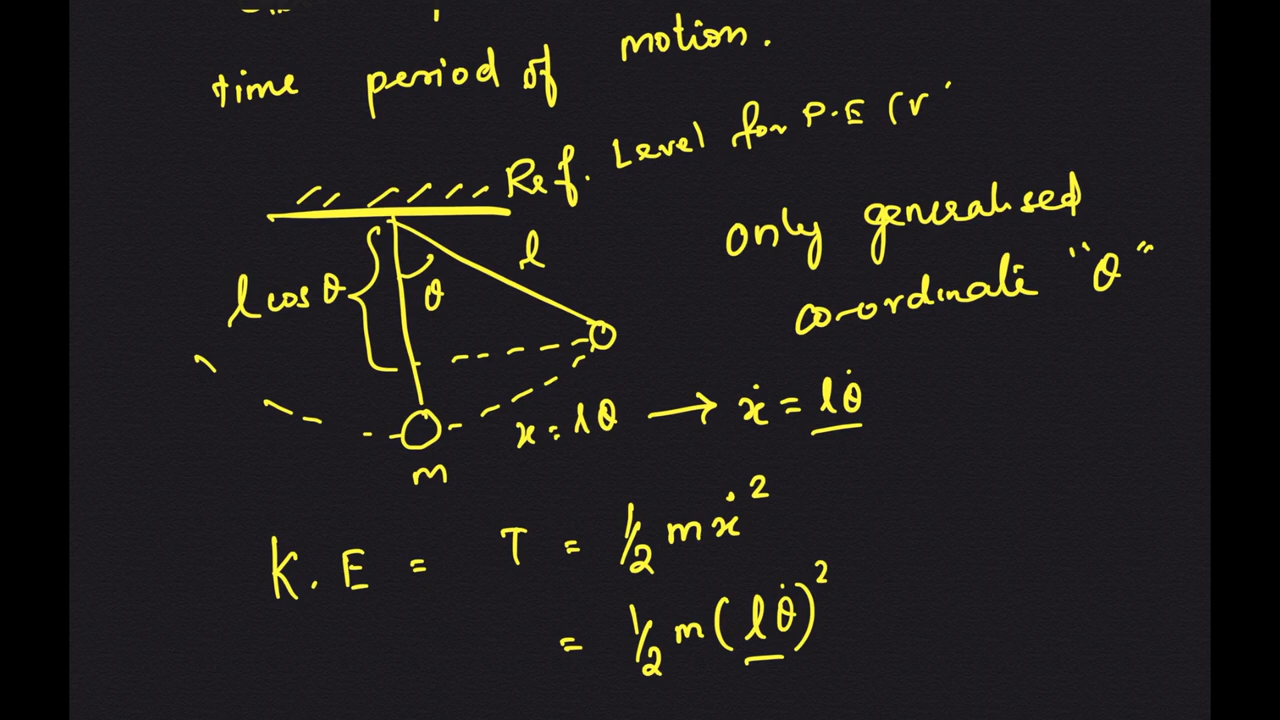 time period of motion.
Ref. Level for P.E (V
only generalised
co-ordinate "θ"
l
l cos θ
θ
x = lθ → ẋ = lθ̇
m
K.E = T = 1/2 mẋ²
= 1/2 m(lθ̇)²